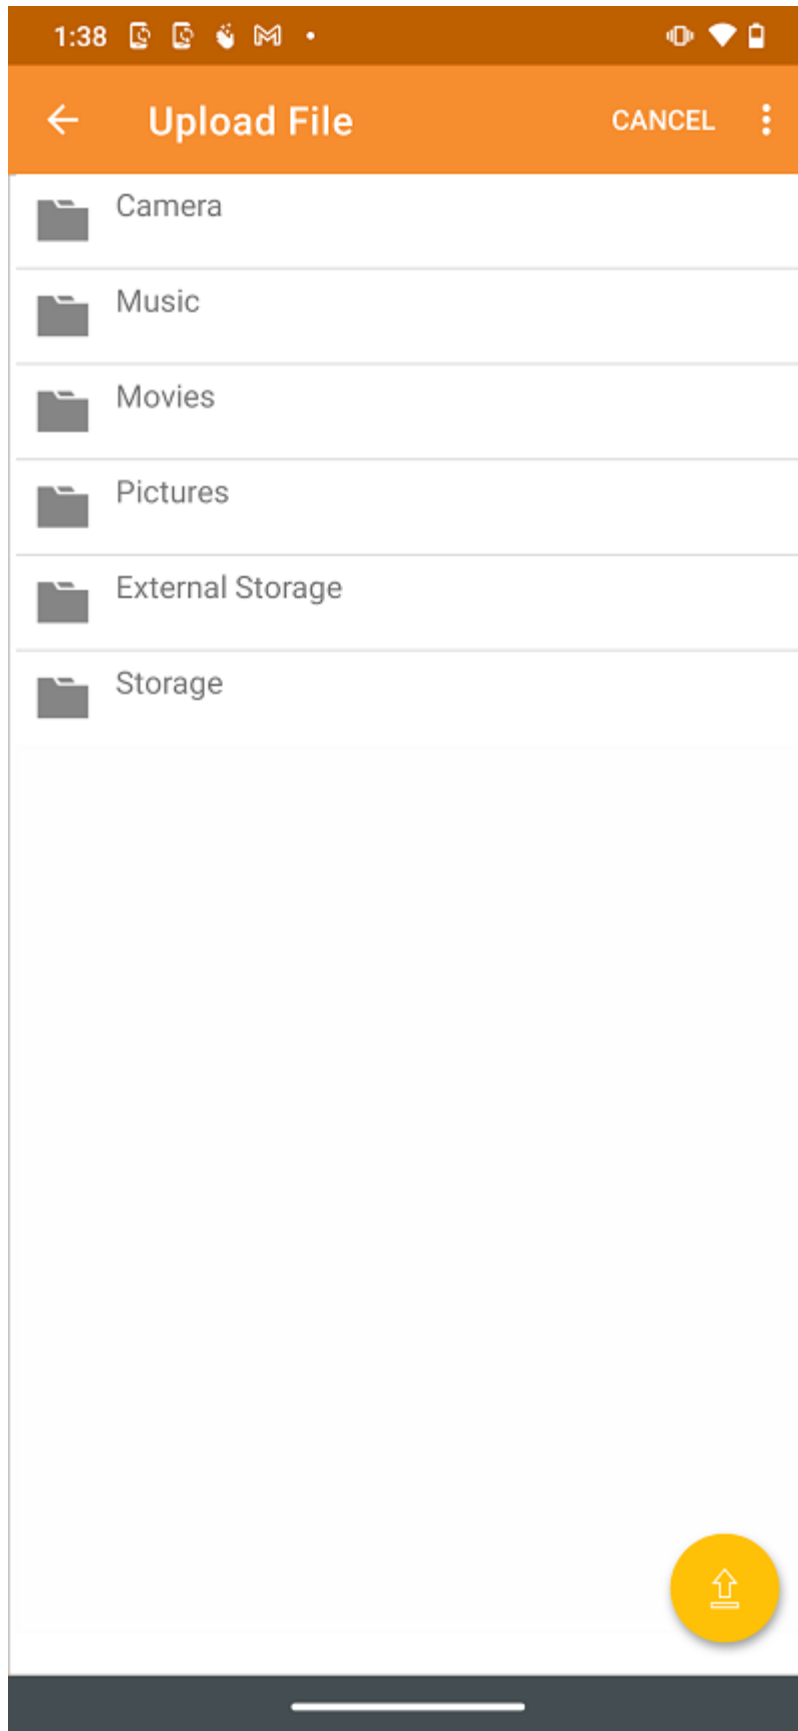 1:38
Upload File
CANCEL
Camera
Music
Movies
Pictures
External Storage
Storage